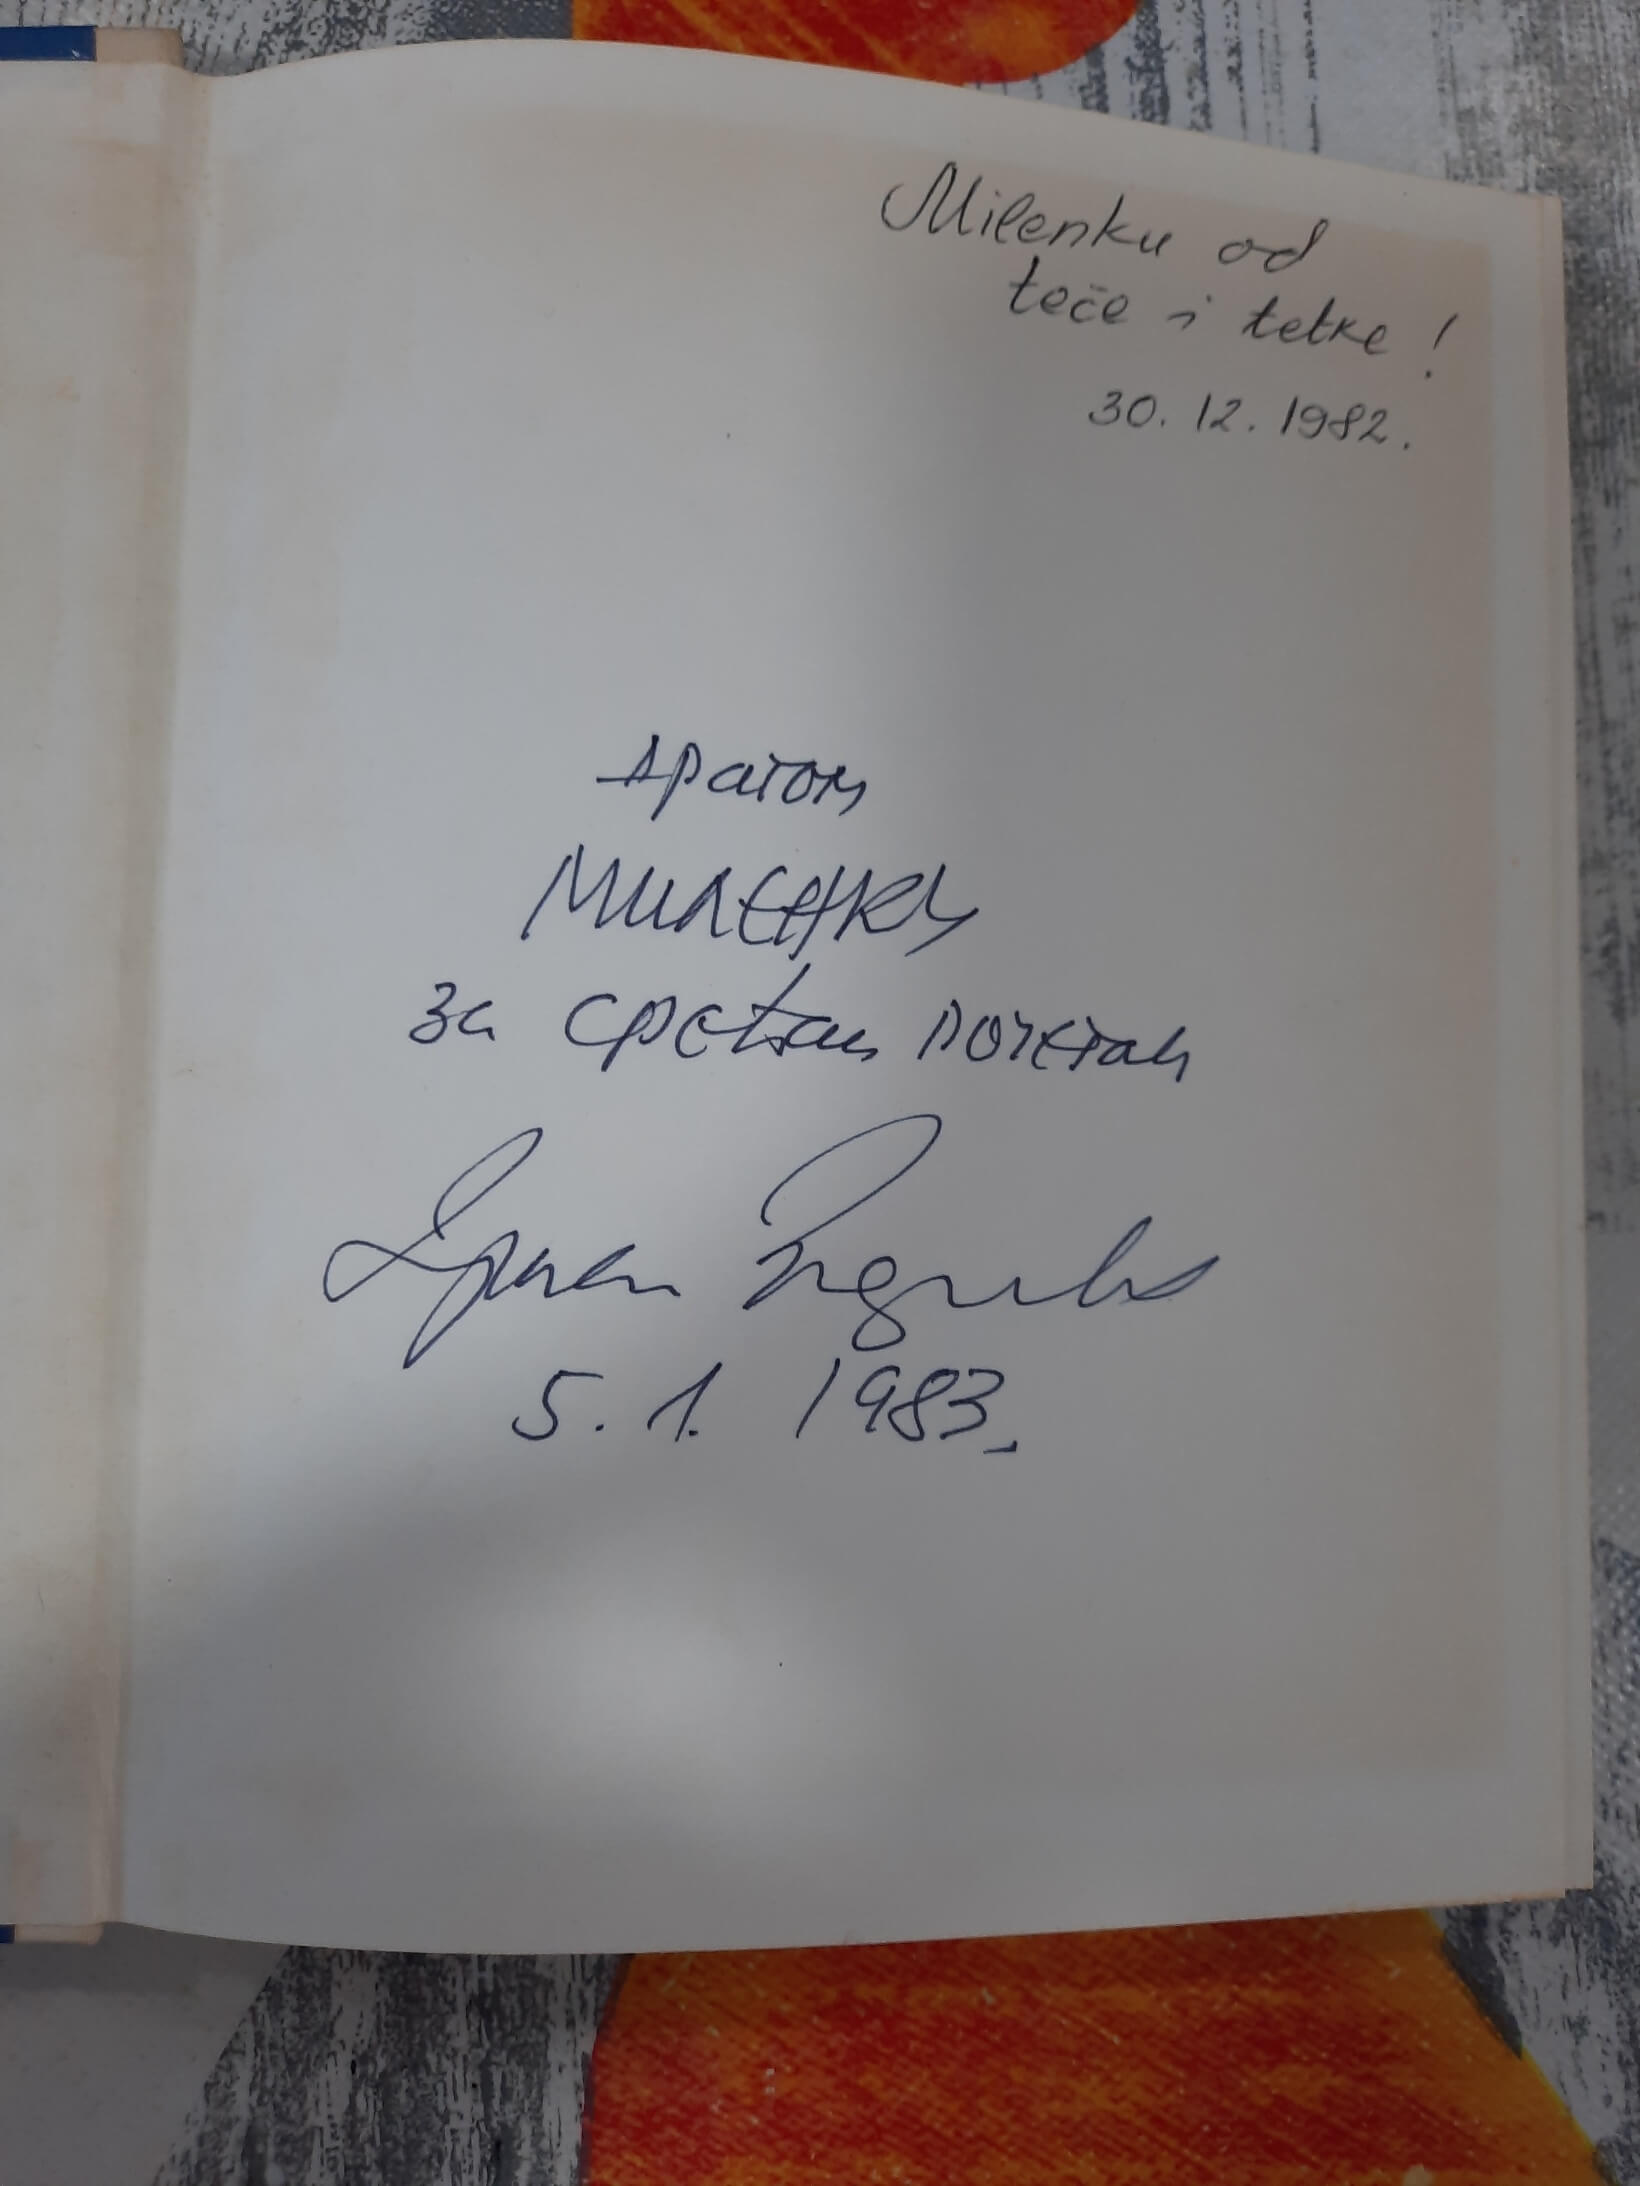 Milenku od
teče i tetke!
30. 12. 1982.
драгом
МИЛЕНКУ
за срећан почетак
5. 1. 1983.